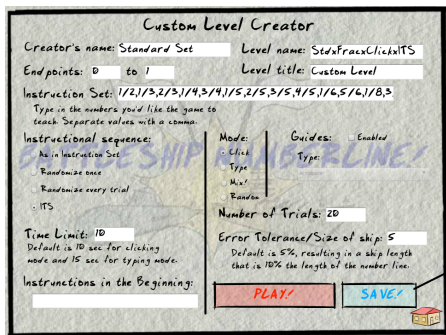 Custom Level Creator
Creator's name: Standard Set Level name: StdxFracxClickxITS
Endpoints: 0 to 1 Level title: Custom Level
Instruction Set: 1/2,1/3,2/3,1/4,3/4,1/5,2/5,3/5,4/5,1/6,5/6,1/8,3
Type in the numbers you'd like the game to
teach. Separate values with a comma.
Instructional sequence: Mode: Guides: Enabled
As in Instruction Set Click Type:
Randomize once Type
Randomize every trial Mix!
ITS Random
BATTLESHIP NUMBERLINE!
Number of Trials: 20
Time Limit: 10 Error Tolerance/Size of ship: 5
Default is 10 sec for clicking Default is 5%, resulting in a ship length
mode and 15 sec for typing mode. that is 10% the length of the number line.
Instrunctions in the Beginning:
PLAY! SAVE!